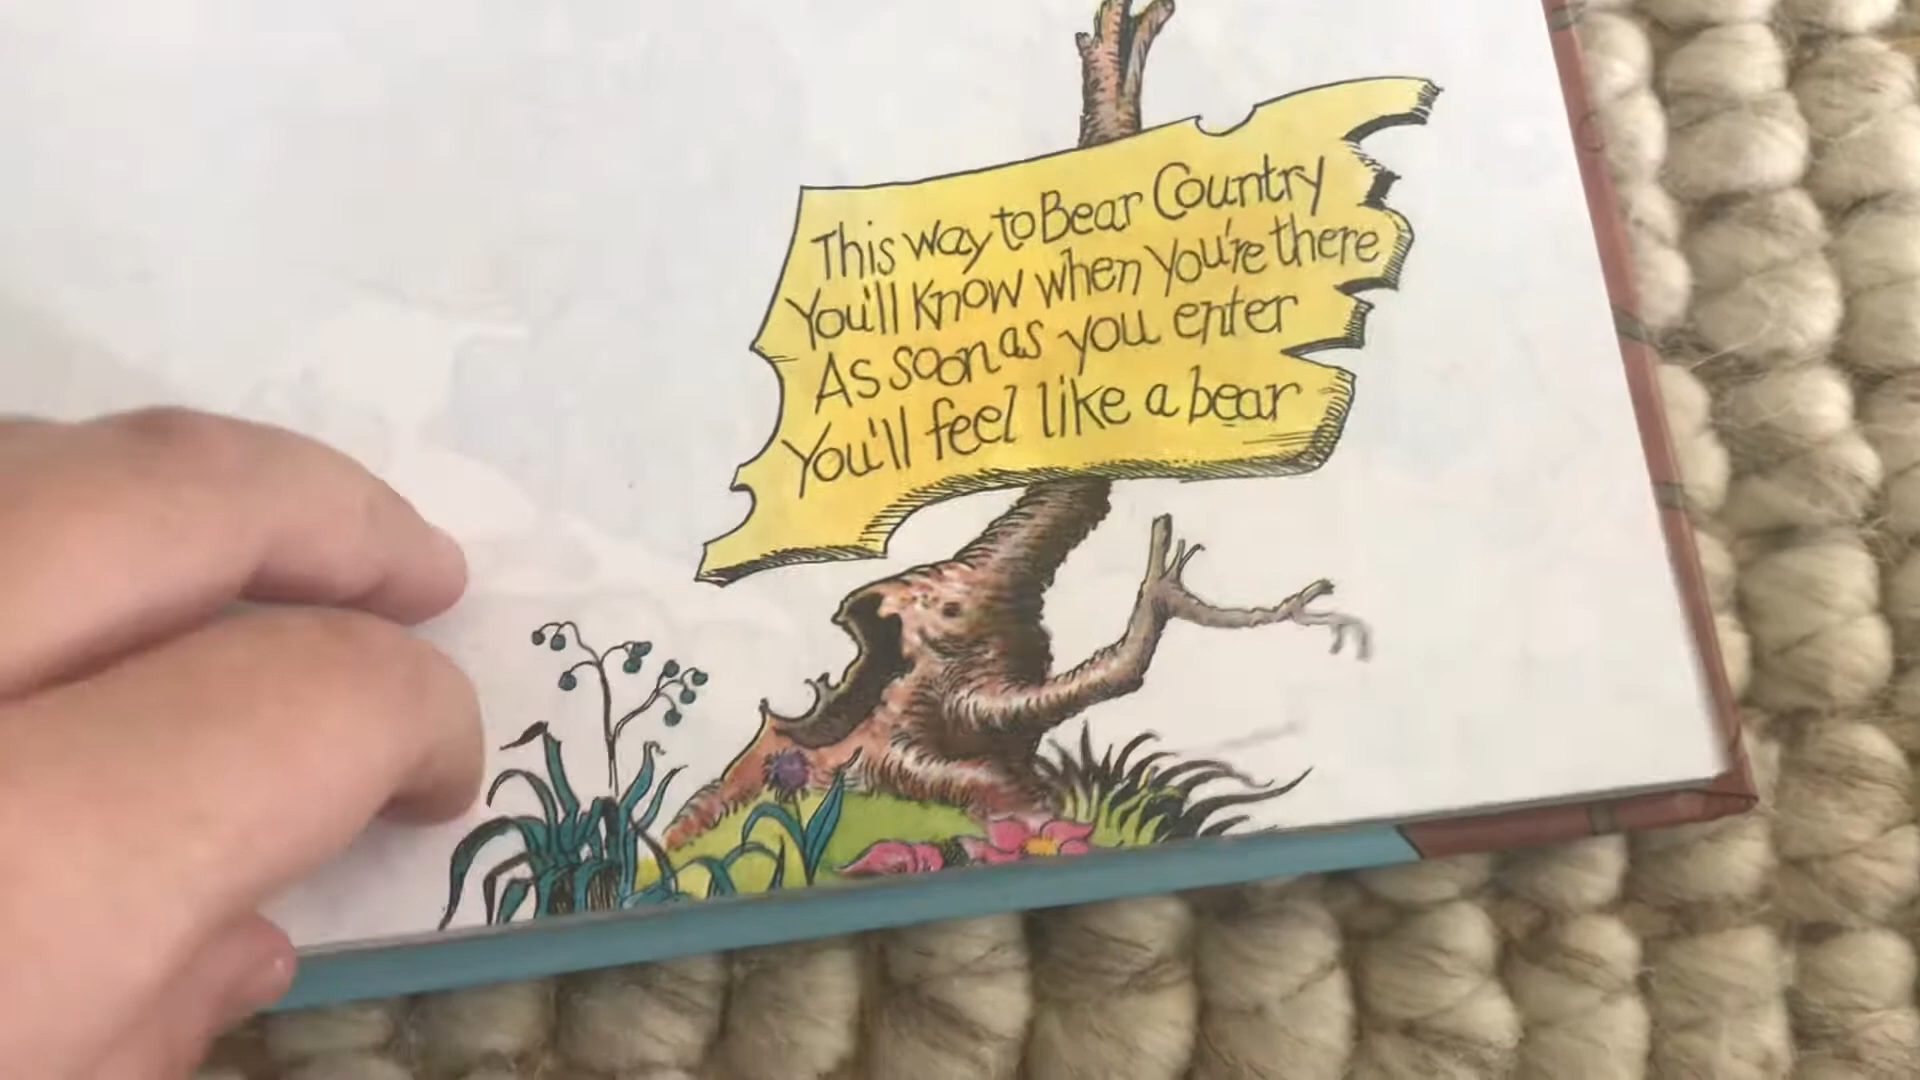 This way to Bear Country
You'll Know when You're there
As soon as you enter
You'll feel like a bear